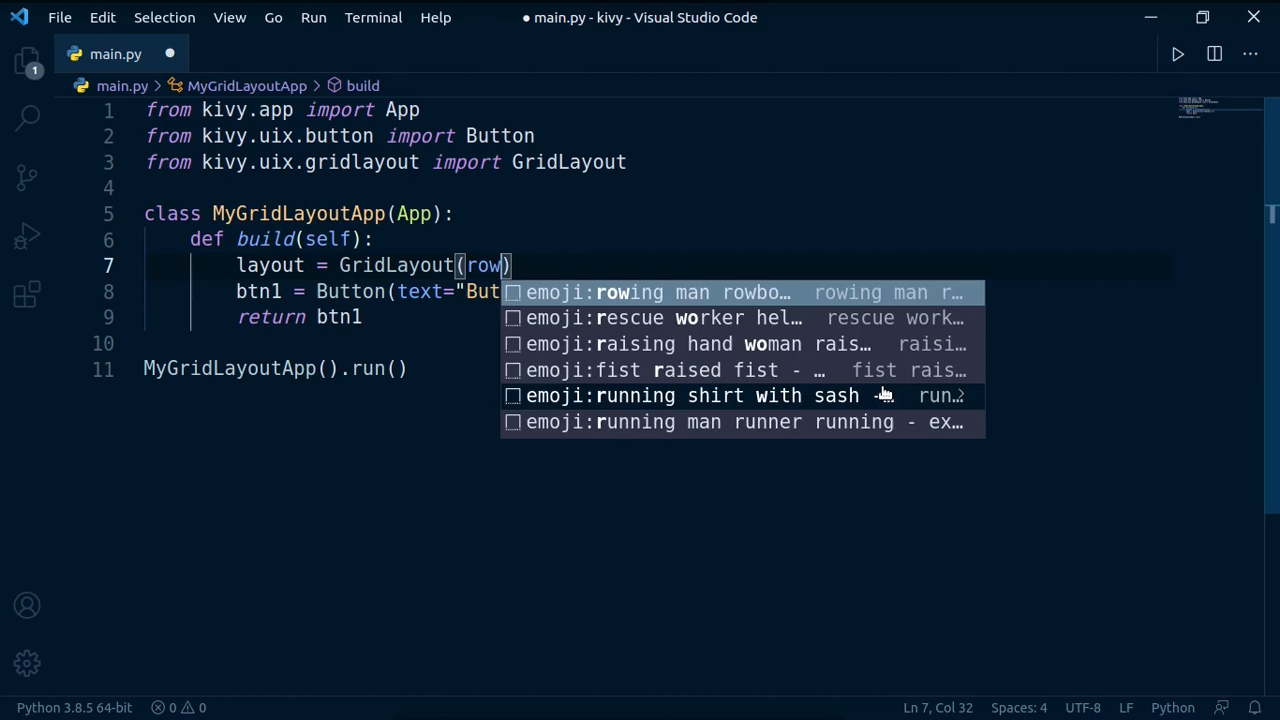 File Edit Selection View Go Run Terminal Help ● main.py - kivy - Visual Studio Code
main.py ●
main.py > MyGridLayoutApp > build
1 from kivy.app import App
2 from kivy.uix.button import Button
3 from kivy.uix.gridlayout import GridLayout
4
5 class MyGridLayoutApp(App):
6 def build(self):
7 layout = GridLayout(row)
8 btn1 = Button(text="But
emoji:rowing man rowbo… rowing man r…
9 return btn1
emoji:rescue worker hel… rescue work…
10
emoji:raising hand woman rais… raisi…
11 MyGridLayoutApp().run()
emoji:fist raised fist - … fist rais…
emoji:running shirt with sash - run…
emoji:running man runner running - ex…
1
Python 3.8.5 64-bit 0 0 Ln 7, Col 32 Spaces: 4 UTF-8 LF Python